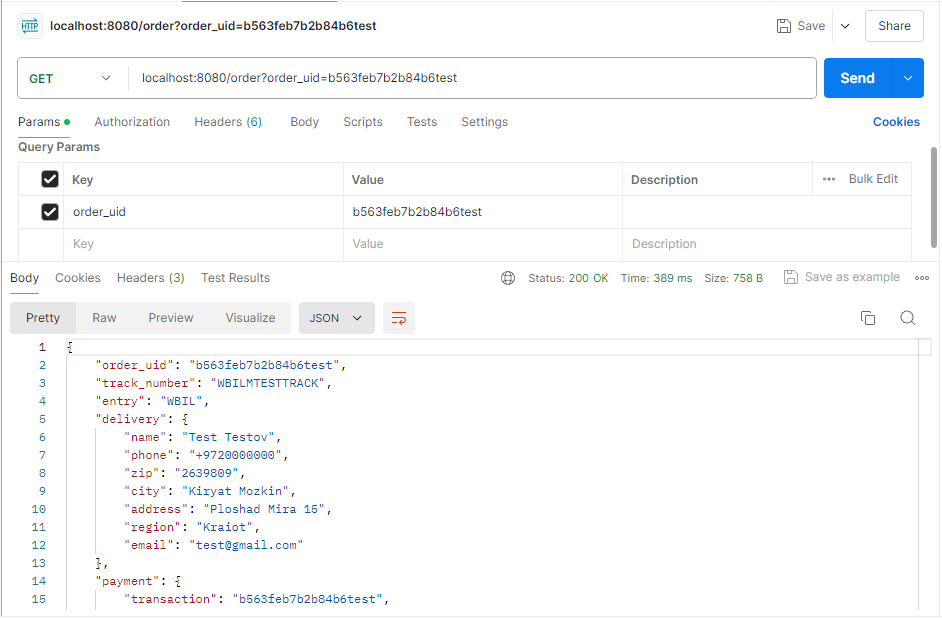 HTTP localhost:8080/order?order_uid=b563feb7b2b84b6test Save Share
GET localhost:8080/order?order_uid=b563feb7b2b84b6test Send
Params Authorization Headers (6) Body Scripts Tests Settings Cookies
Query Params
Key Value Description Bulk Edit
order_uid b563feb7b2b84b6test
Key Value Description
Body Cookies Headers (3) Test Results Status: 200 OK Time: 389 ms Size: 758 B Save as example
Pretty Raw Preview Visualize JSON
1 {
2 "order_uid": "b563feb7b2b84b6test",
3 "track_number": "WBILMTESTTRACK",
4 "entry": "WBIL",
5 "delivery": {
6 "name": "Test Testov",
7 "phone": "+9720000000",
8 "zip": "2639809",
9 "city": "Kiryat Mozkin",
10 "address": "Ploshad Mira 15",
11 "region": "Kraiot",
12 "email": "test@gmail.com"
13 },
14 "payment": {
15 "transaction": "b563feb7b2b84b6test",